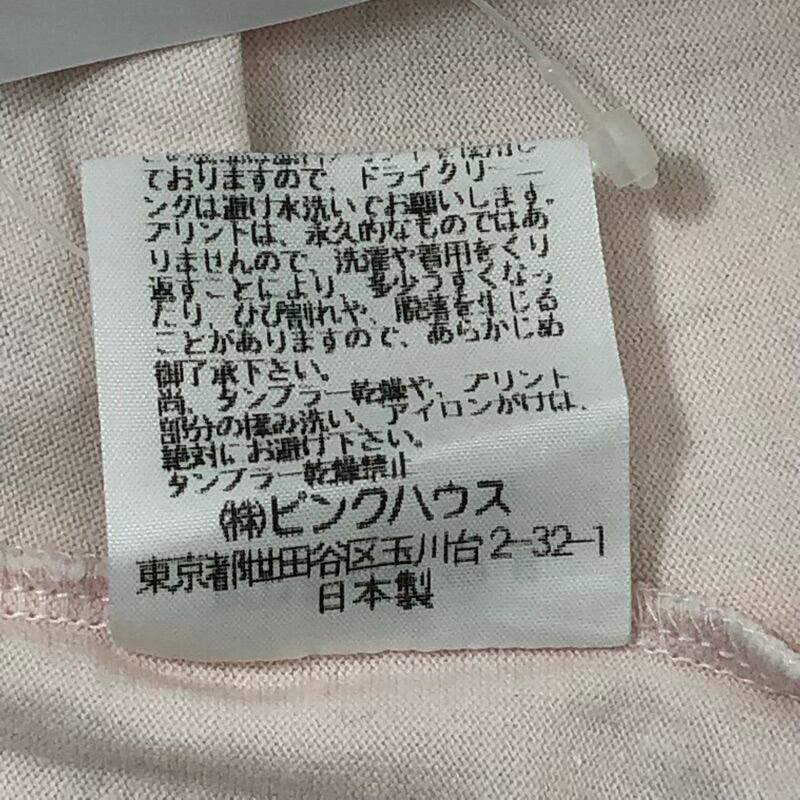 を使用し
ておりますので、ドライクリーニ
ングは避け水洗いでお願いします。
プリントは、永久的なものではあ
りませんので、洗濯や着用をくり
返すことにより、多少うすくなっ
たり、ひび割れや、脱落を生じる
ことがありますので、あらかじめ
御了承下さい。
尚、タンブラー乾燥や、プリント
部分の揉み洗い、アイロンがけは、
絶対にお避け下さい。
タンブラー乾燥禁止
㈱ピンクハウス
東京都世田谷区玉川台2-32-1
日本製